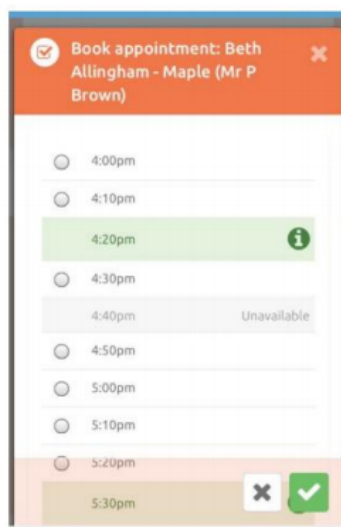 Book appointment: Beth
Allingham - Maple (Mr P
Brown)
4:00pm
4:10pm
4:20pm
4:30pm
4:40pm Unavailable
4:50pm
5:00pm
5:10pm
5:20pm
5:30pm